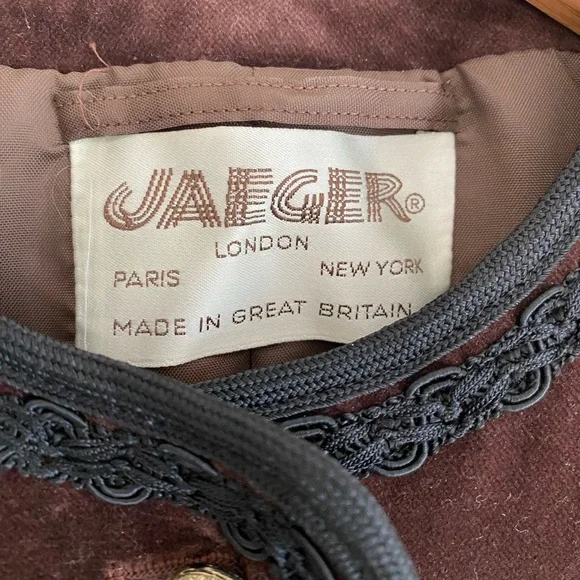 JAEGER®
LONDON
PARIS NEW YORK
MADE IN GREAT BRITAIN